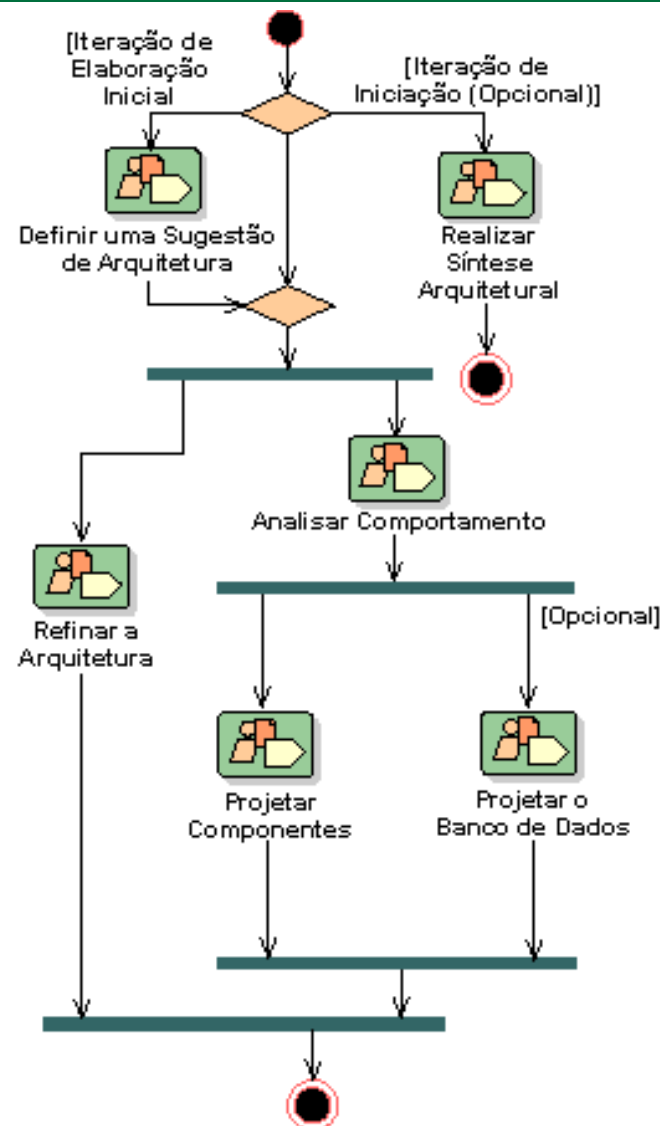 [Iteração de
Elaboração
Inicial
[Iteração de
Iniciação (Opcional)]
Definir uma Sugestão
de Arquitetura
Realizar
Síntese
Arquitetural
Analisar Comportamento
[Opcional]
Refinar a
Arquitetura
Projetar
Componentes
Projetar o
Banco de Dados